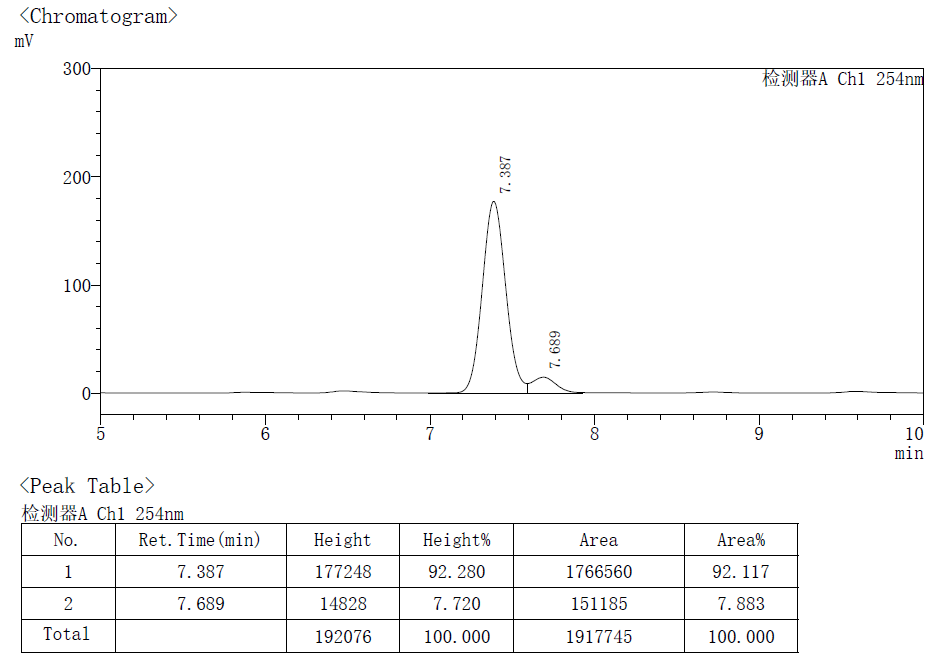 <Chromatogram>
mV
300
检测器A Ch1 254nm
7.387
200
7.689
100
0
5 6 7 8 9 10
min
<Peak Table>
检测器A Ch1 254nm
No. Ret.Time(min) Height Height% Area Area%
1 7.387 177248 92.280 1766560 92.117
2 7.689 14828 7.720 151185 7.883
Total 192076 100.000 1917745 100.000